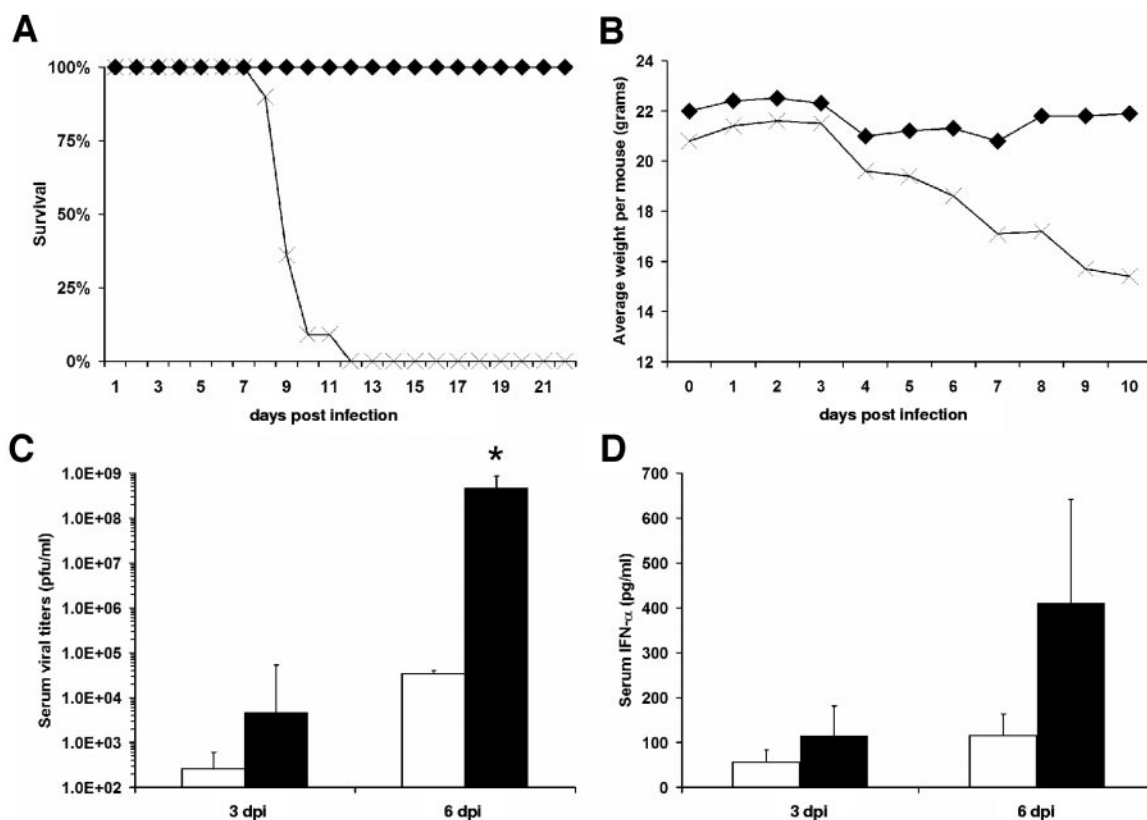 A
100%
75%
50%
25%
0%
Survival
1 3 5 7 9 11 13 15 17 19 21
days post infection
B
24
22
20
18
16
14
12
Average weight per mouse (grams)
0 1 2 3 4 5 6 7 8 9 10
days post infection
C
*
1.0E+09
1.0E+08
1.0E+07
1.0E+06
1.0E+05
1.0E+04
1.0E+03
1.0E+02
Serum viral titers (pfu/ml)
3 dpi 6 dpi
D
700
600
500
400
300
200
100
0
Serum IFN-α (pg/ml)
3 dpi 6 dpi